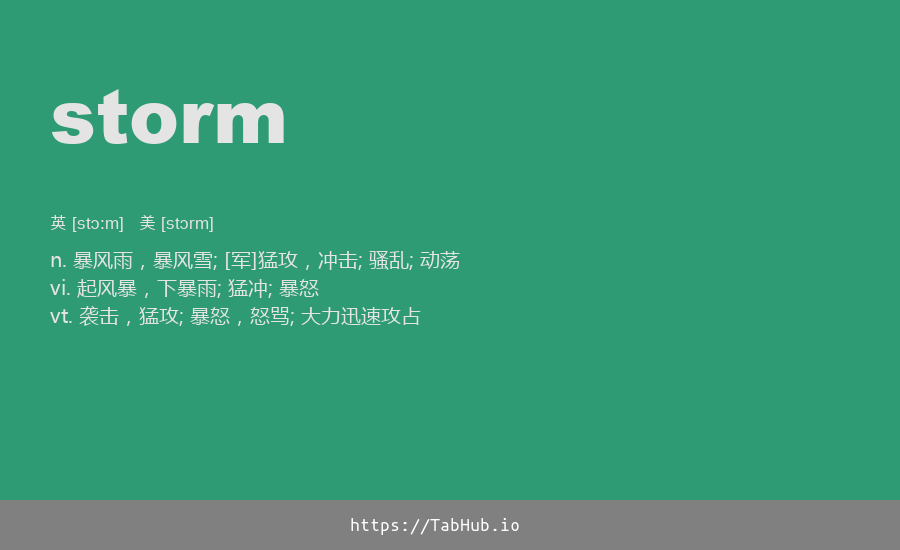 storm
英 [stɔ:m] 美 [stɔrm]
n. 暴风雨，暴风雪; [军]猛攻，冲击; 骚乱; 动荡
vi. 起风暴，下暴雨; 猛冲; 暴怒
vt. 袭击，猛攻; 暴怒，怒骂; 大力迅速攻占
https://TabHub.io